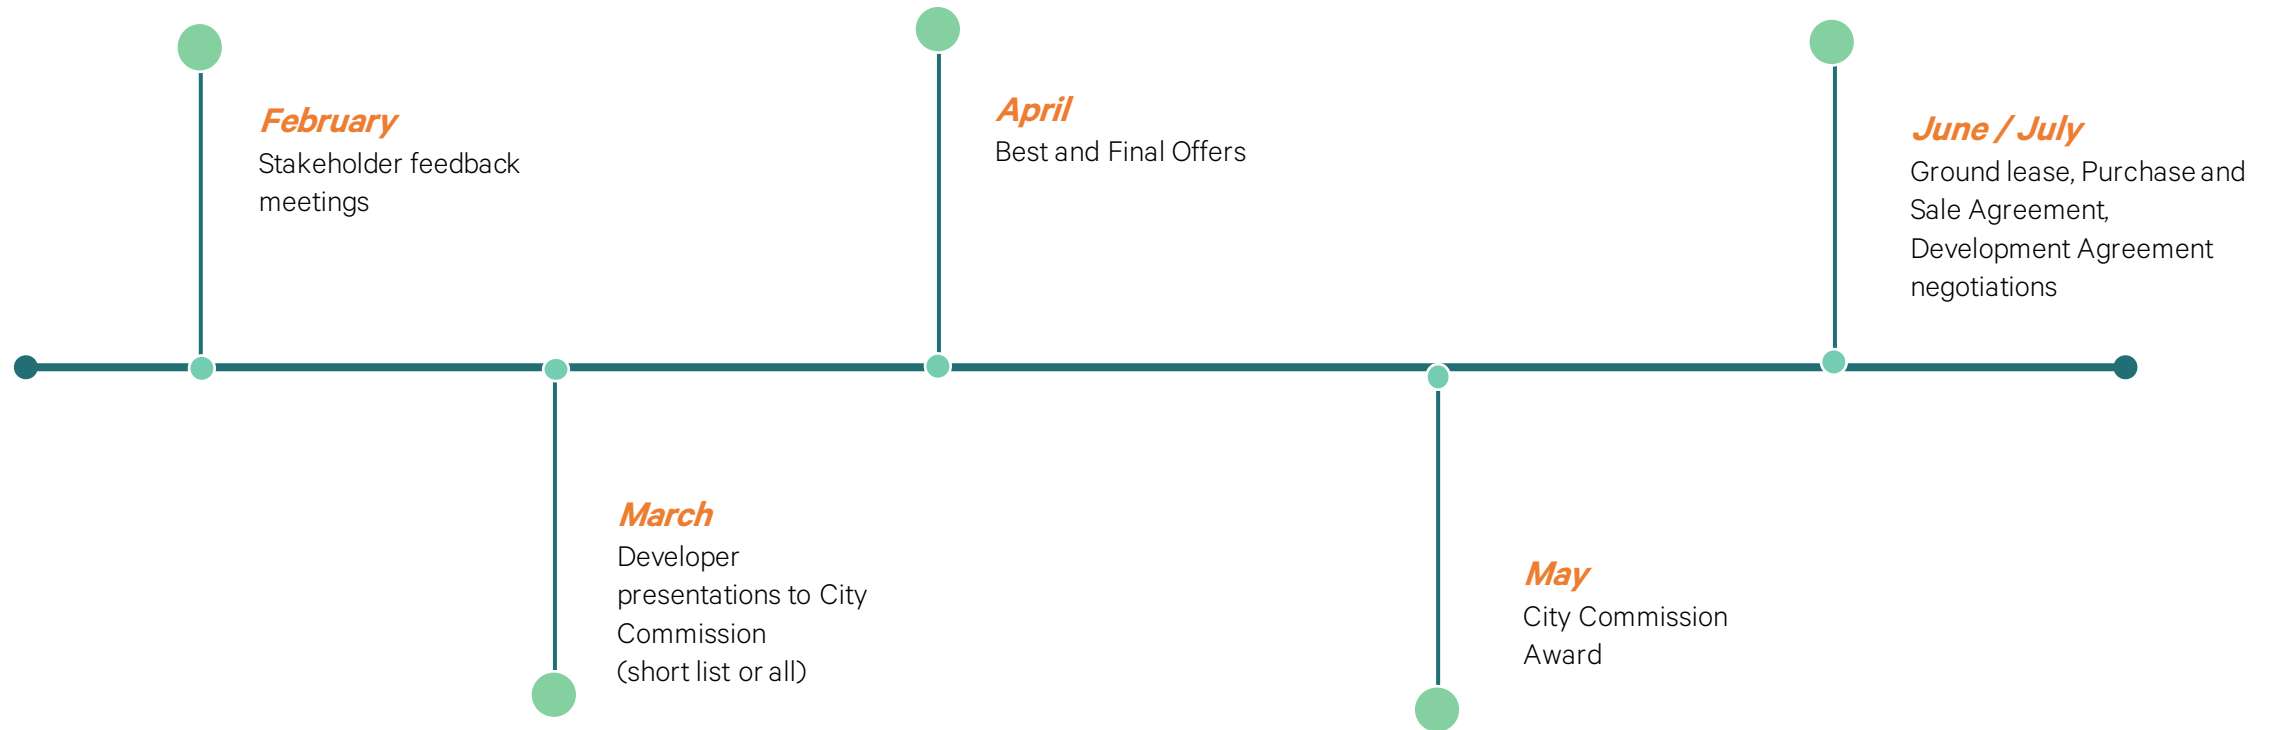 February
Stakeholder feedback
meetings
March
Developer
presentations to City
Commission
(short list or all)
April
Best and Final Offers
May
City Commission
Award
June / July
Ground lease, Purchase and
Sale Agreement,
Development Agreement
negotiations